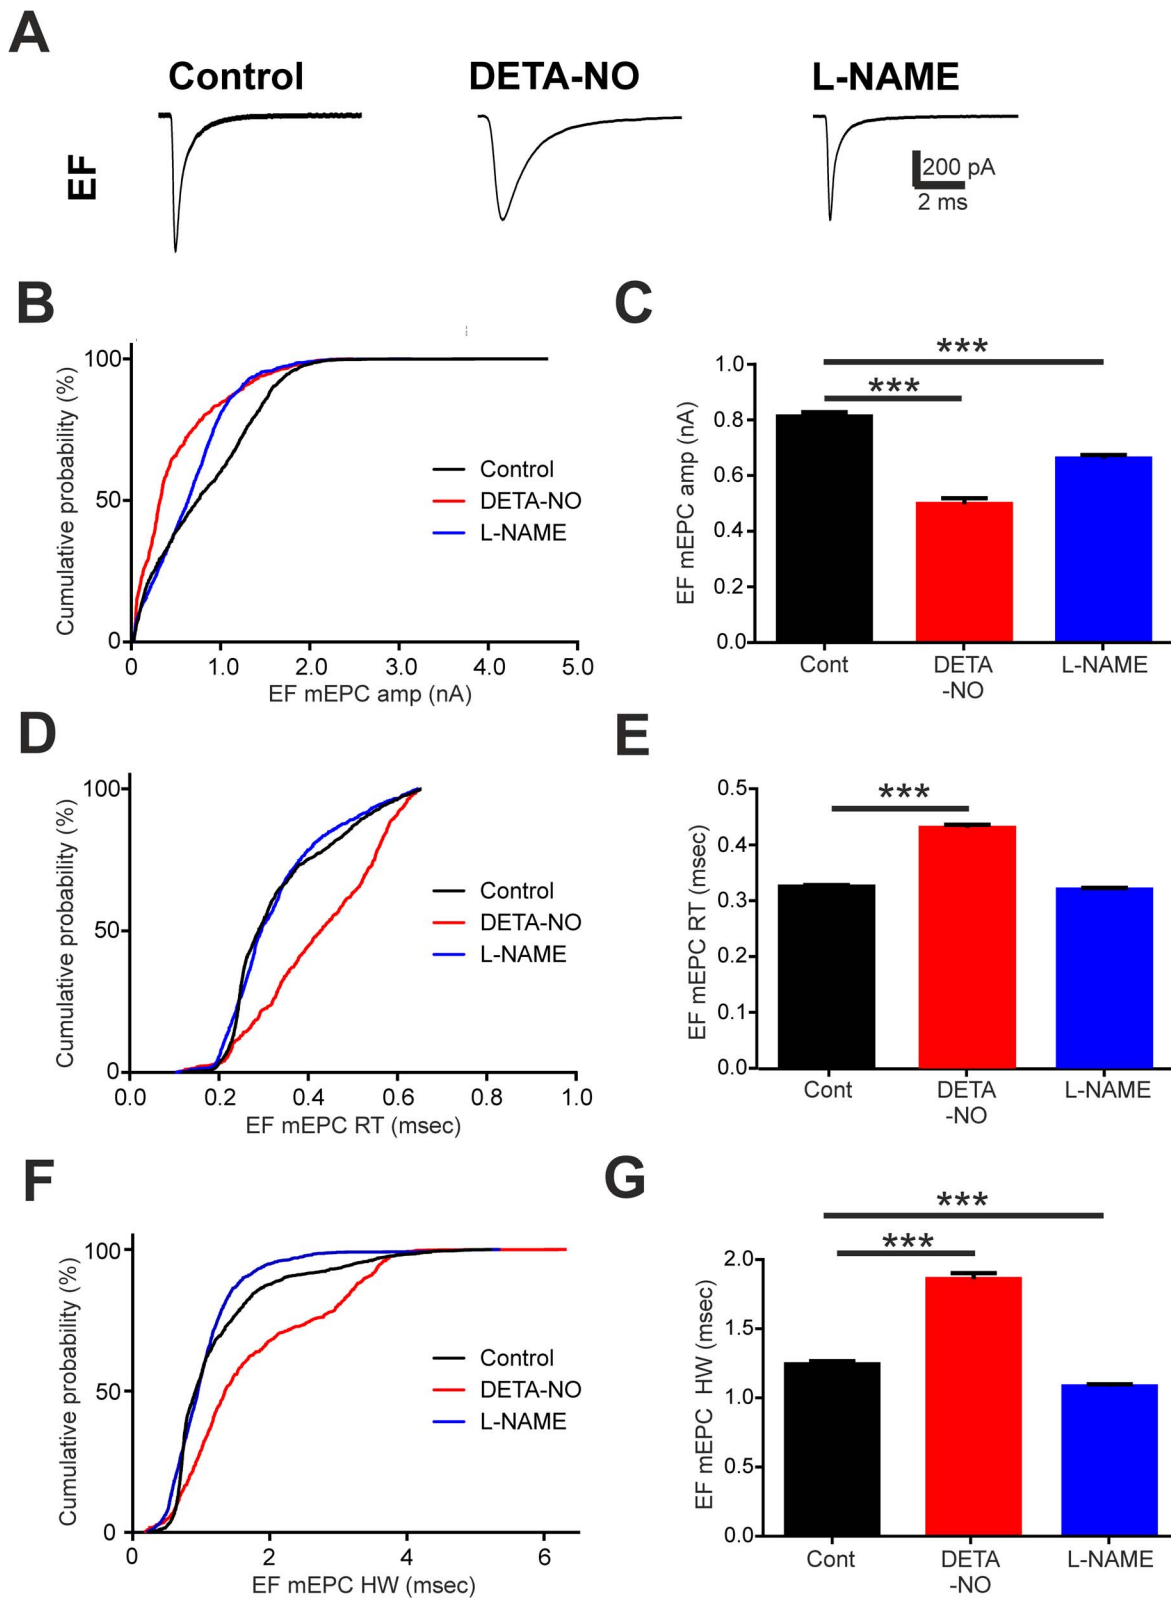 A
Control
DETA-NO
L-NAME
EF
200 pA
2 ms
B
Cumulative probability (%)
100
50
0
0
1.0
2.0
3.0
4.0
5.0
EF mEPC amp (nA)
Control
DETA-NO
L-NAME
C
EF mEPC amp (nA)
1.0
0.8
0.6
0.4
0.2
0.0
***
***
Cont
DETA
-NO
L-NAME
D
Cumulative probability (%)
100
50
0
0.0
0.2
0.4
0.6
0.8
1.0
EF mEPC RT (msec)
Control
DETA-NO
L-NAME
E
EF mEPC RT (msec)
0.5
0.4
0.3
0.2
0.1
0.0
***
Cont
DETA
-NO
L-NAME
F
Cumulative probability (%)
100
50
0
0
2
4
6
EF mEPC HW (msec)
Control
DETA-NO
L-NAME
G
EF mEPC HW (msec)
2.0
1.5
1.0
0.5
0.0
***
***
Cont
DETA
-NO
L-NAME